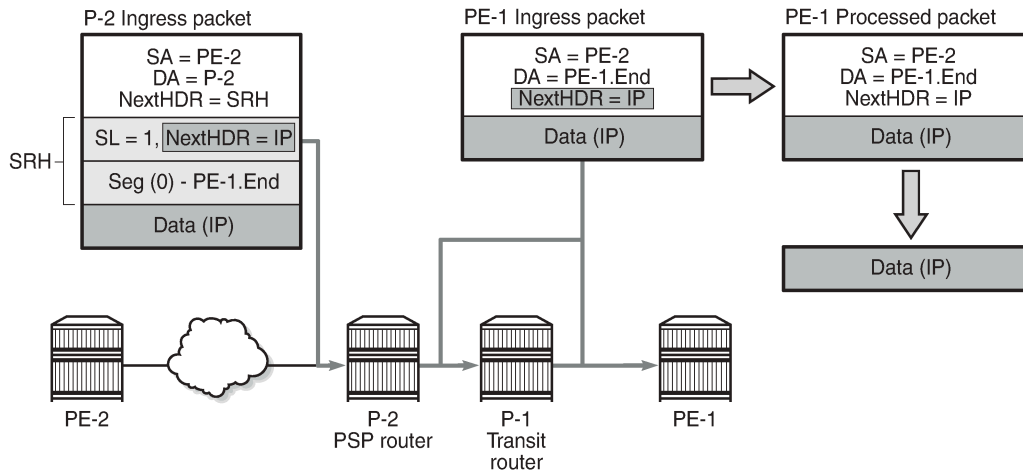 P-2 Ingress packet
SA = PE-2
DA = P-2
NextHDR = SRH
SRH
SL = 1, NextHDR = IP
Seg (0) - PE-1.End
Data (IP)
PE-1 Ingress packet
SA = PE-2
DA = PE-1.End
NextHDR = IP
Data (IP)
PE-1 Processed packet
SA = PE-2
DA = PE-1.End
NextHDR = IP
Data (IP)
Data (IP)
PE-2
P-2
PSP router
P-1
Transit
router
PE-1